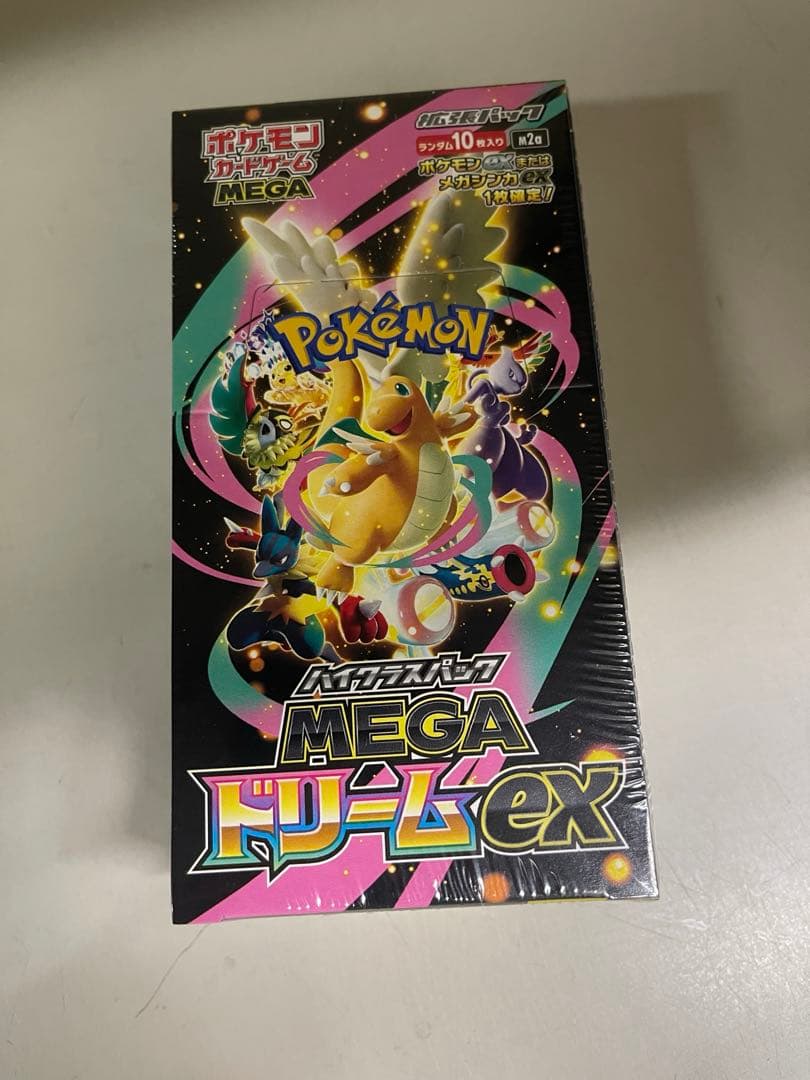 ポケモン
カードゲーム
MEGA
拡張パック
ランダム10枚入り
M2a
ポケモンexまたは
メガシンカex
1枚確定!
POKéMON
TM
ハイクラスパック
MEGA
ドリームex